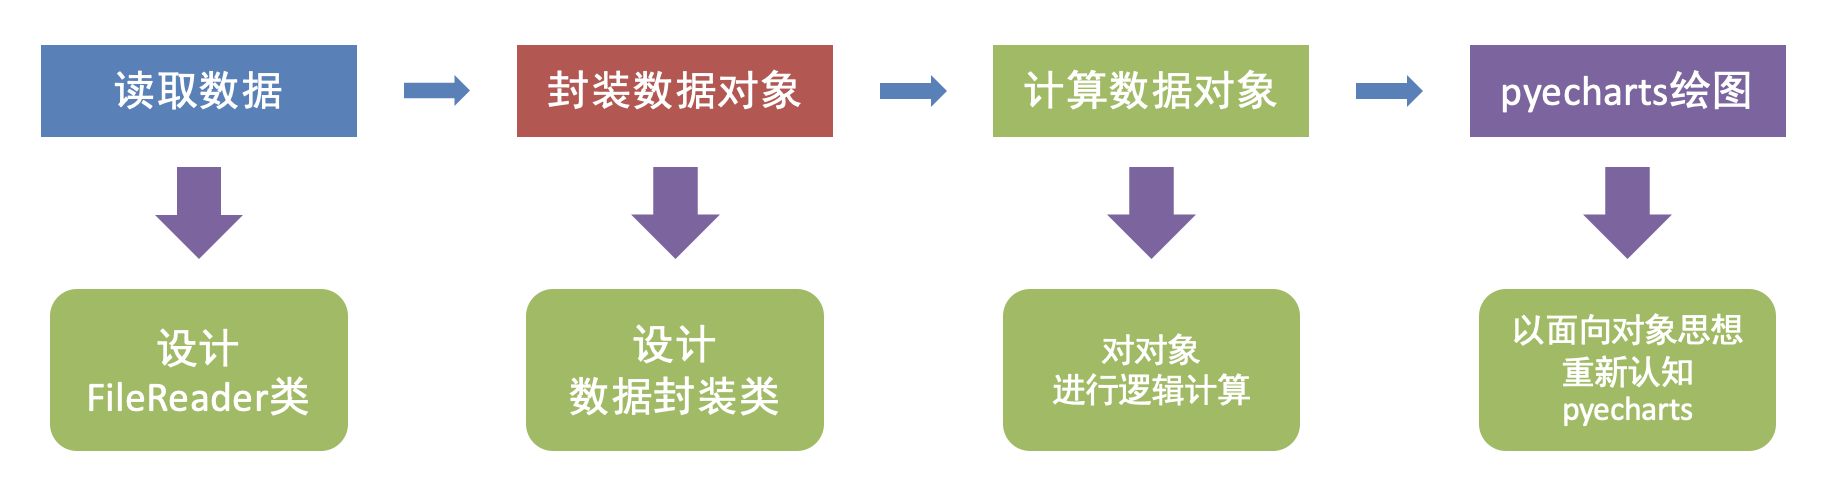 读取数据
封装数据对象
计算数据对象
pyecharts绘图
设计
FileReader类
设计
数据封装类
对对象
进行逻辑计算
以面向对象思想
重新认知
pyecharts